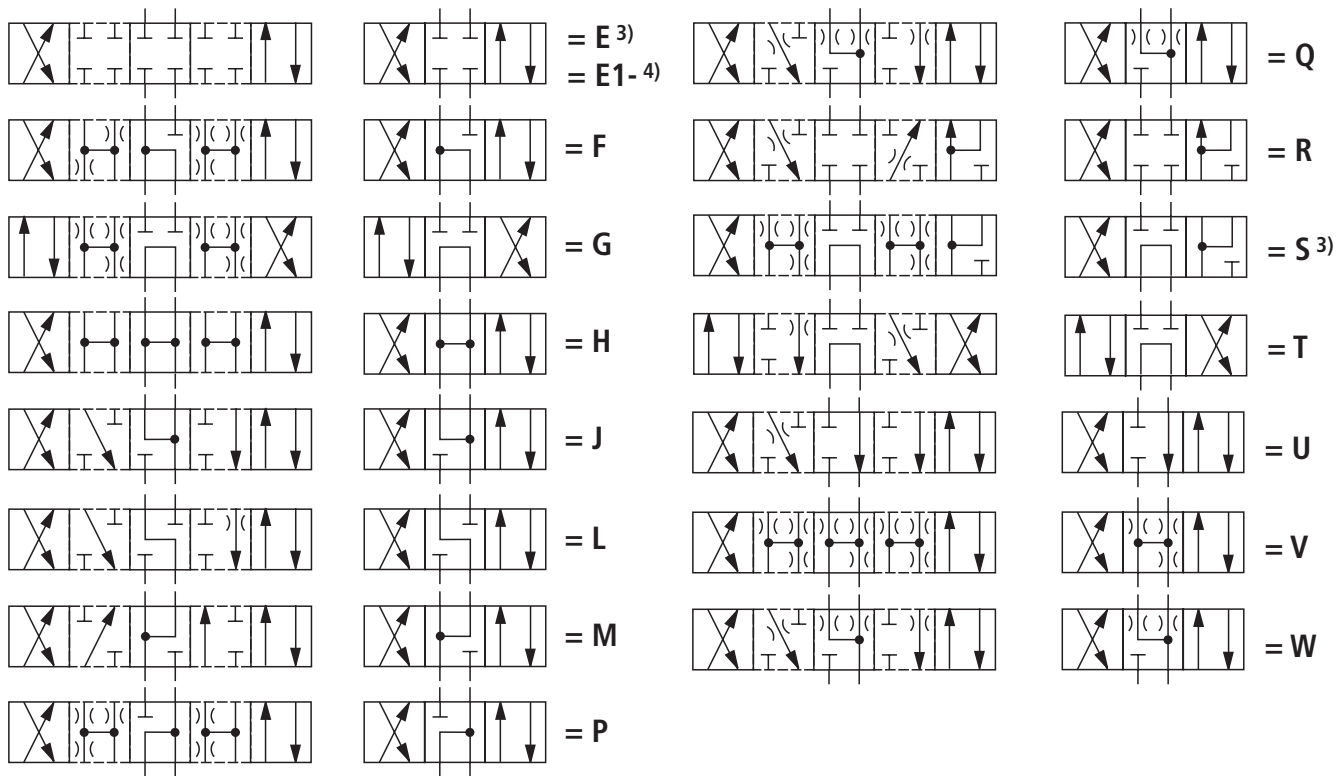 = E 3)
= E1- 4)
= F
= G
= H
= J
= L
= M
= P
= Q
= R
= S 3)
= T
= U
= V
= W